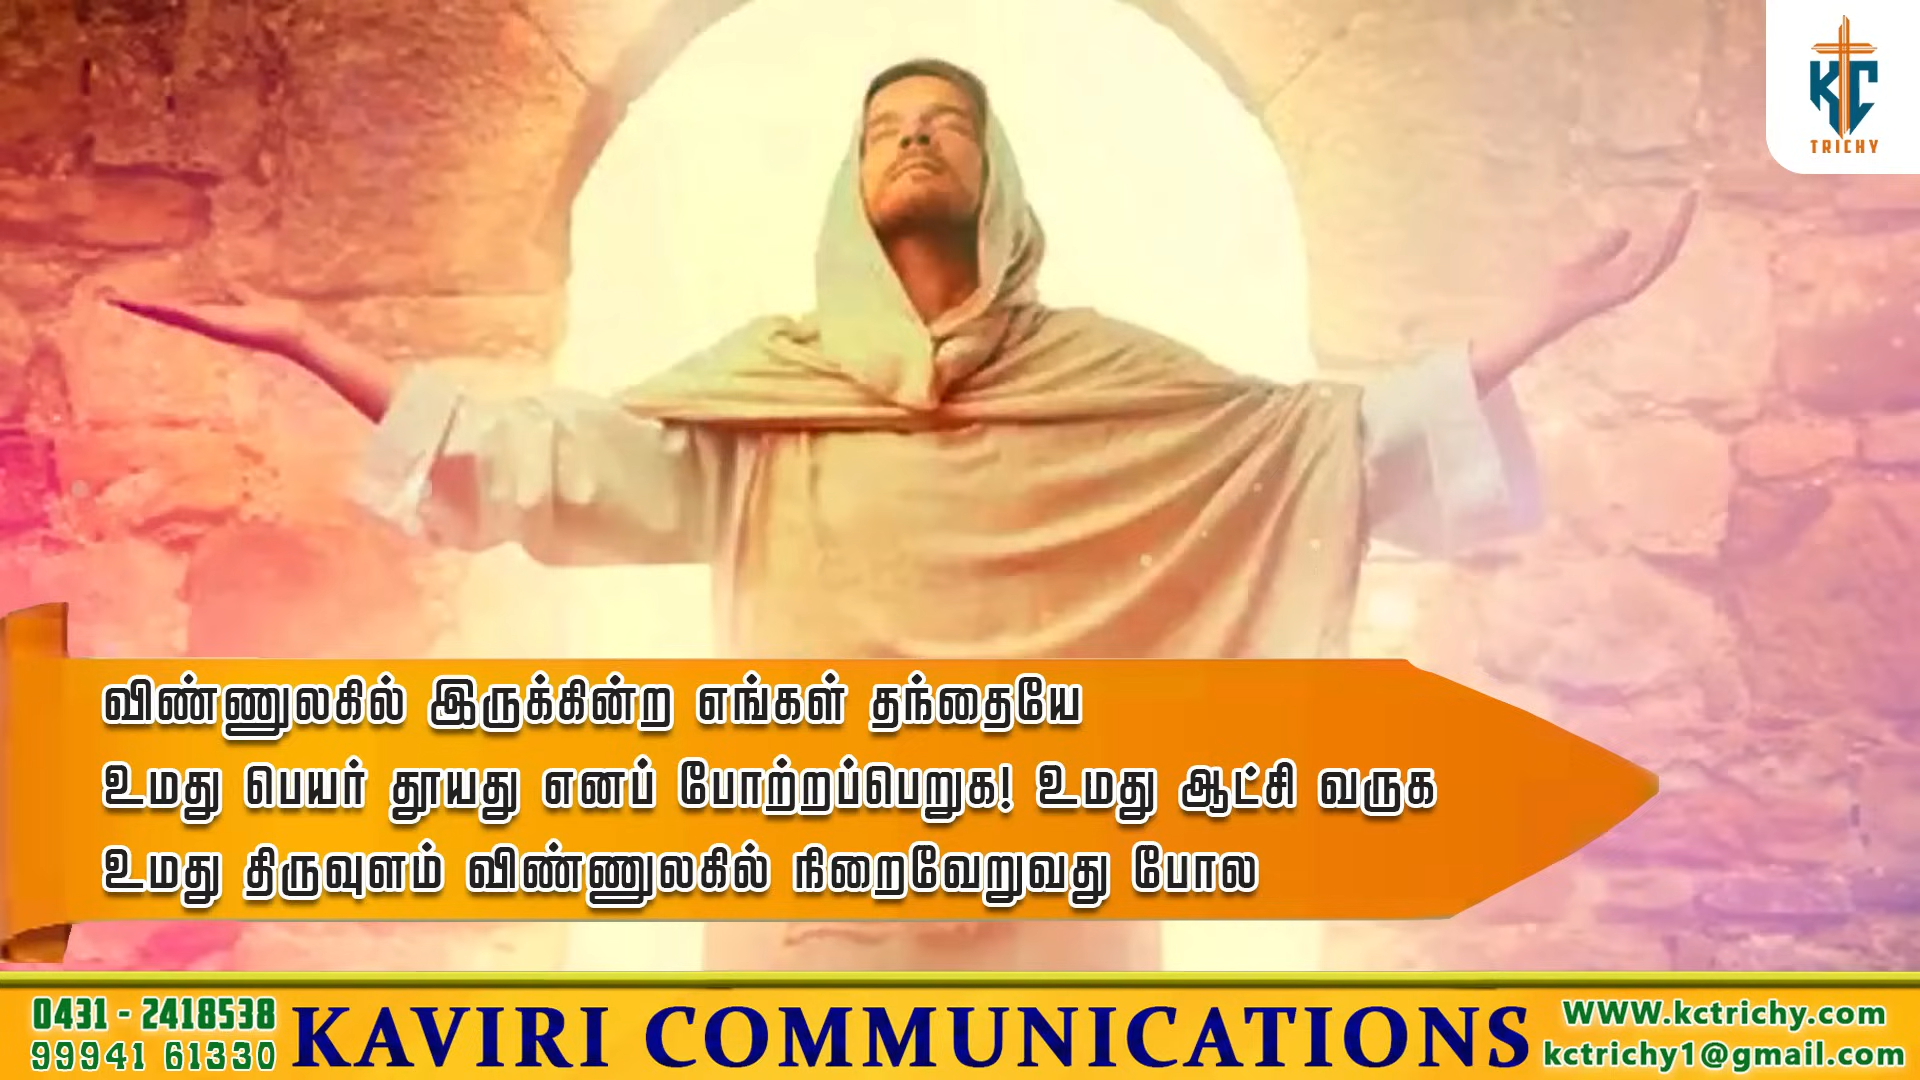 KC
TRICHY
விண்ணுலகில் இருக்கின்ற எங்கள் தந்தையே
உமது பெயர் தூயது எனப் போற்றப்பெறுக! உமது ஆட்சி வருக
உமது திருவுளம் விண்ணுலகில் நிறைவேறுவது போல
0431 - 2418538
99941 61330
KAVIRI COMMUNICATIONS
www.kctrichy.com
kctrichy1@gmail.com